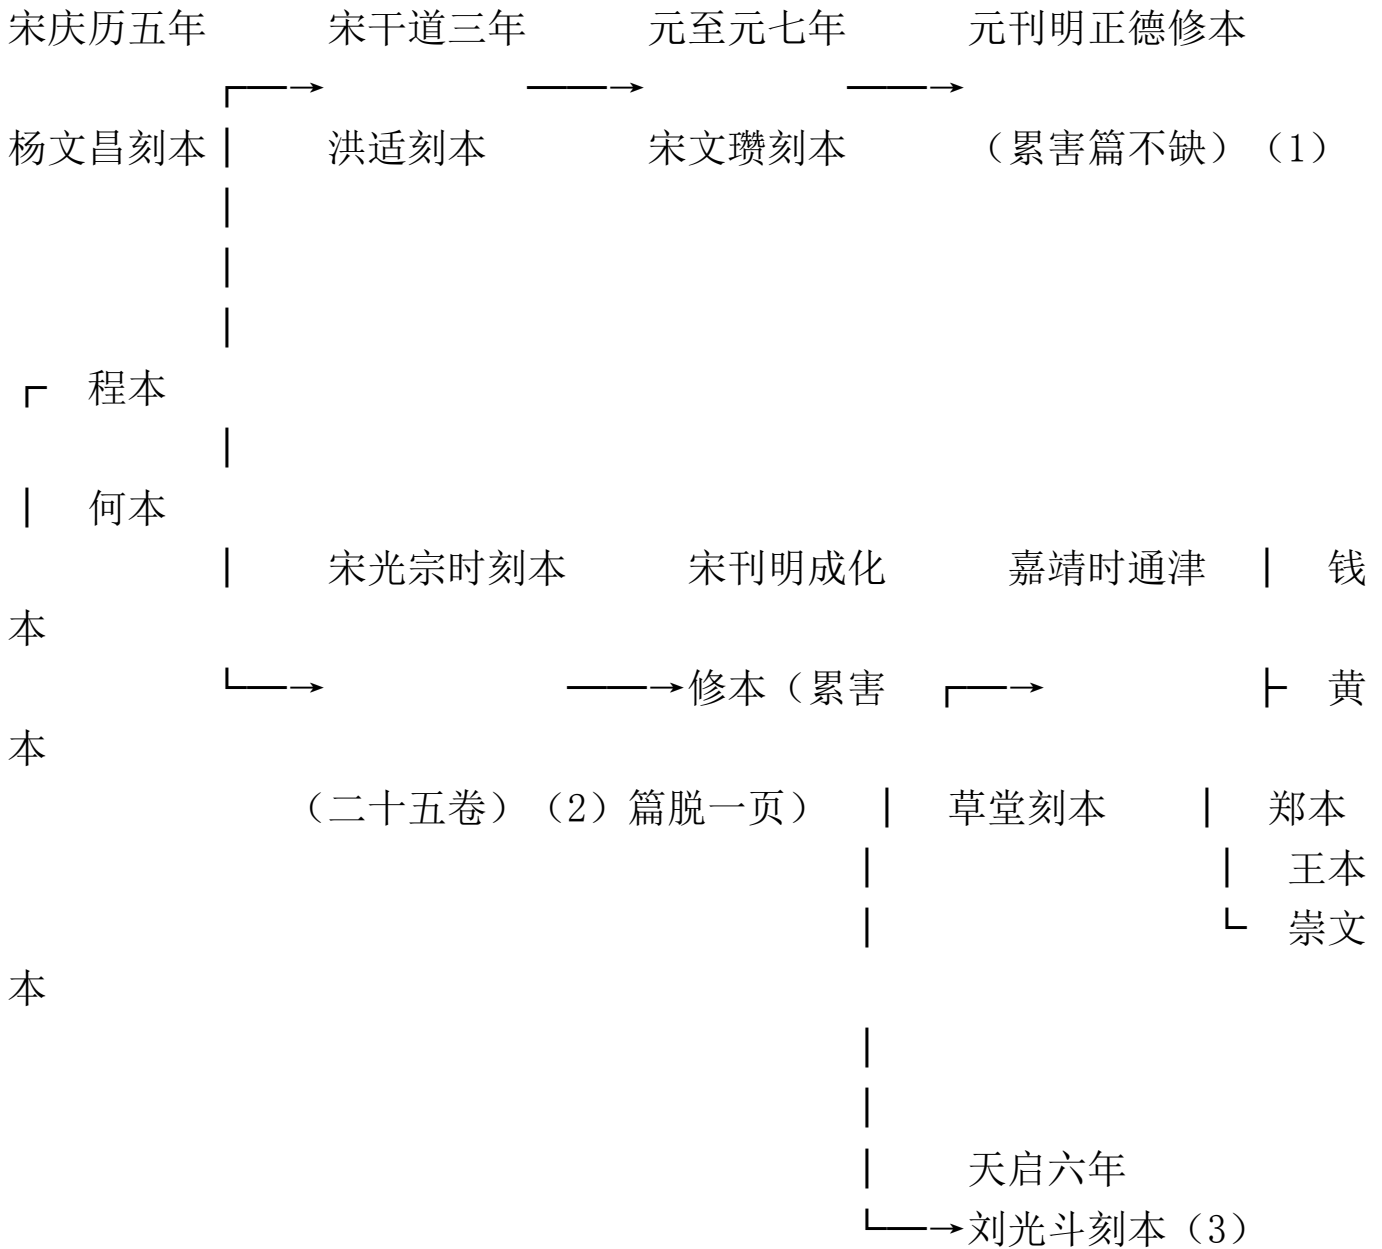 宋庆历五年 宋干道三年 元至元七年 元刊明正德修本
┌──→ ───→ ───→
杨文昌刻本│ 洪适刻本 宋文瓒刻本 （累害篇不缺）（1）
│
│
│
┌ 程本
│
│ 何本
│ 宋光宗时刻本 宋刊明成化 嘉靖时通津 │ 钱
本
└──→ ───→修本（累害 ┌──→ ├ 黄
本
（二十五卷）（2）篇脱一页） │ 草堂刻本 │ 郑本
│ │ 王本
│ └ 崇文
本
│
│
│ 天启六年
└──→刘光斗刻本（3）